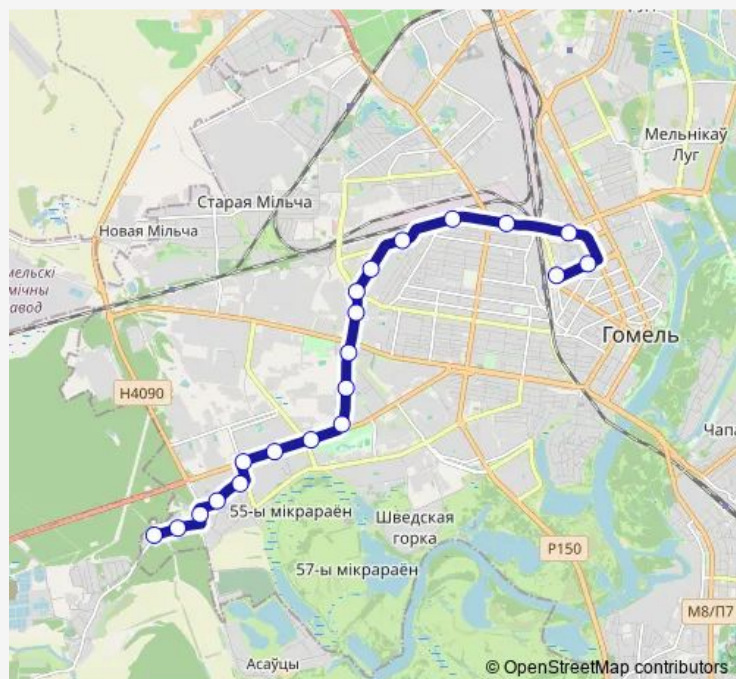 Мельнікаў
Луг
Старая Мільча
Новая Мільча
мельскі
мічны
авод
Гомель
Н4090
Чапа
55-ы мікрараён
Шведская
горка
Р150
57-ы мікрараён
М8/П7
Асаўцы
© OpenStreetMap contributors